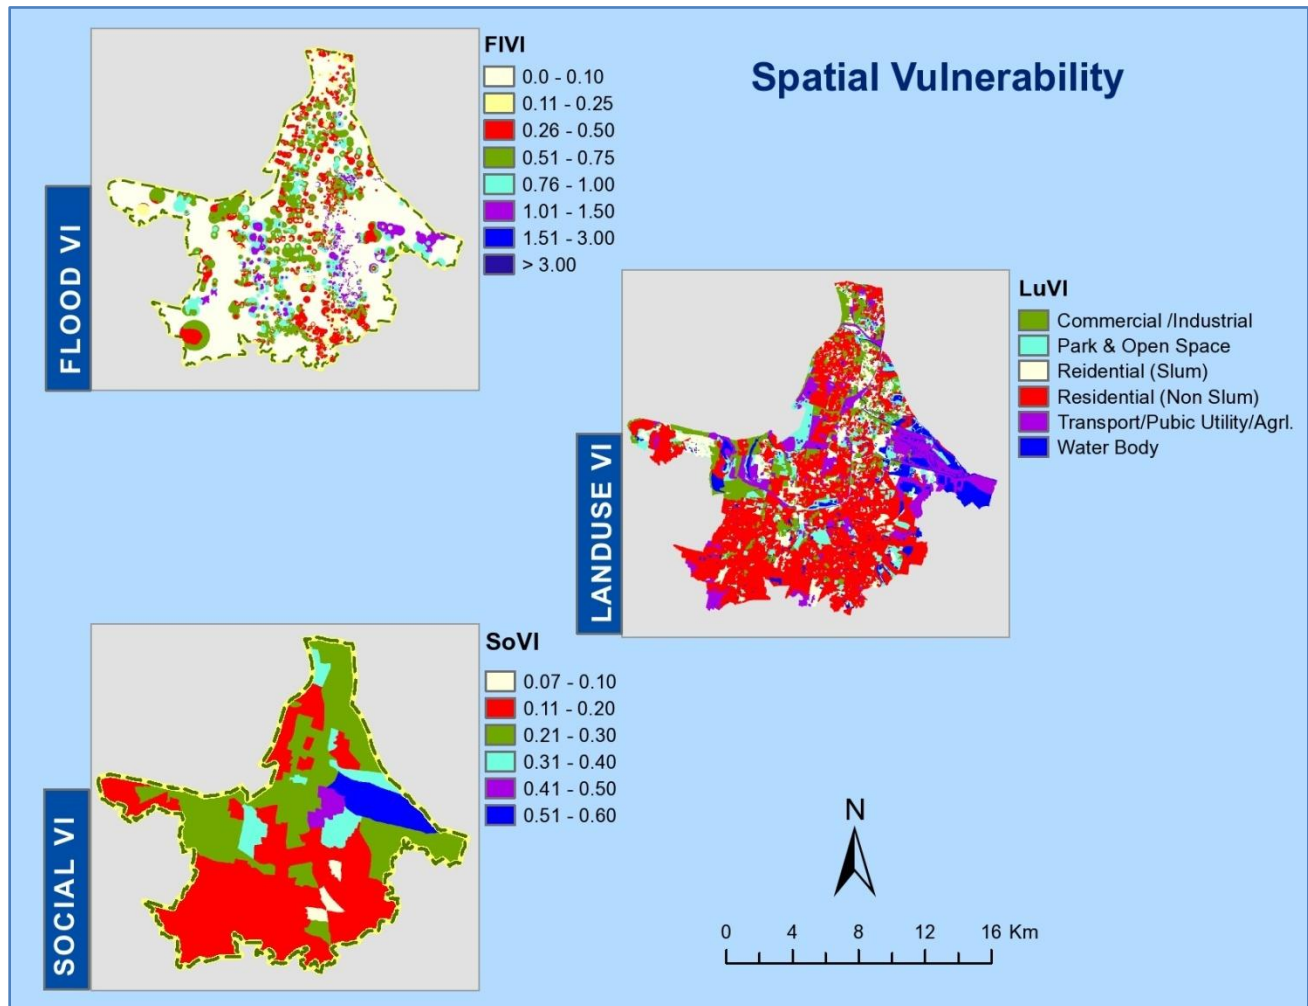 Spatial Vulnerability
FLOOD VI
FlVI
0.0 - 0.10
0.11 - 0.25
0.26 - 0.50
0.51 - 0.75
0.76 - 1.00
1.01 - 1.50
1.51 - 3.00
> 3.00
LANDUSE VI
LuVI
Commercial /Industrial
Park & Open Space
Reidential (Slum)
Residential (Non Slum)
Transport/Pubic Utility/Agrl.
Water Body
SOCIAL VI
SoVI
0.07 - 0.10
0.11 - 0.20
0.21 - 0.30
0.31 - 0.40
0.41 - 0.50
0.51 - 0.60
N
0 4 8 12 16 Km